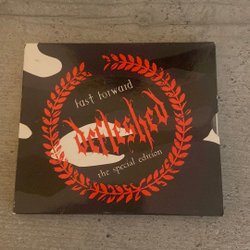 fast forward
defleshed
the special edition